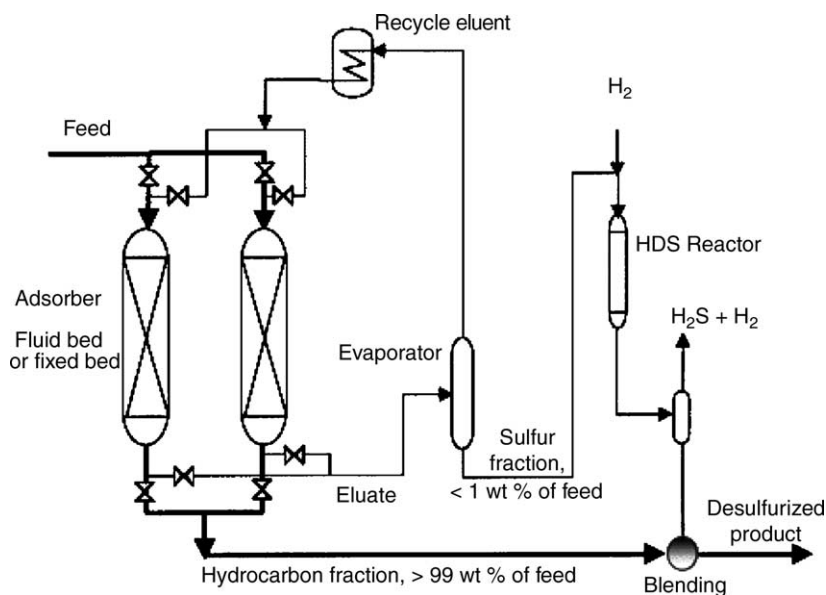 Recycle eluent
H₂
Feed
HDS Reactor
Adsorber
H₂S + H₂
Fluid bed
or fixed bed
Evaporator
Sulfur
fraction,
< 1 wt % of feed
Eluate
Desulfurized
product
Hydrocarbon fraction, > 99 wt % of feed
Blending